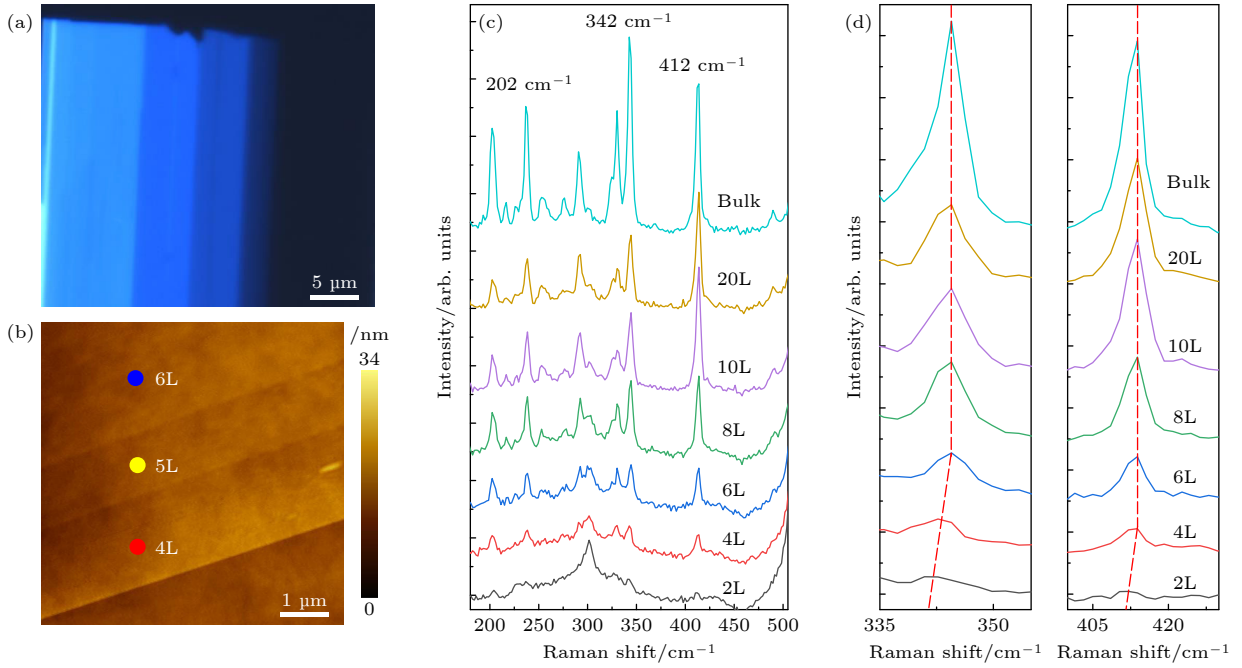 (a)
5 µm
(b)
/nm
34
0
6L
5L
4L
1 µm
(c)
342 cm⁻¹
202 cm⁻¹
412 cm⁻¹
Bulk
20L
10L
8L
6L
4L
2L
Intensity/arb. units
200 250 300 350 400 450 500
Raman shift/cm⁻¹
(d)
Bulk
20L
10L
8L
6L
4L
2L
Intensity/arb. units
335 350 405 420
Raman shift/cm⁻¹ Raman shift/cm⁻¹